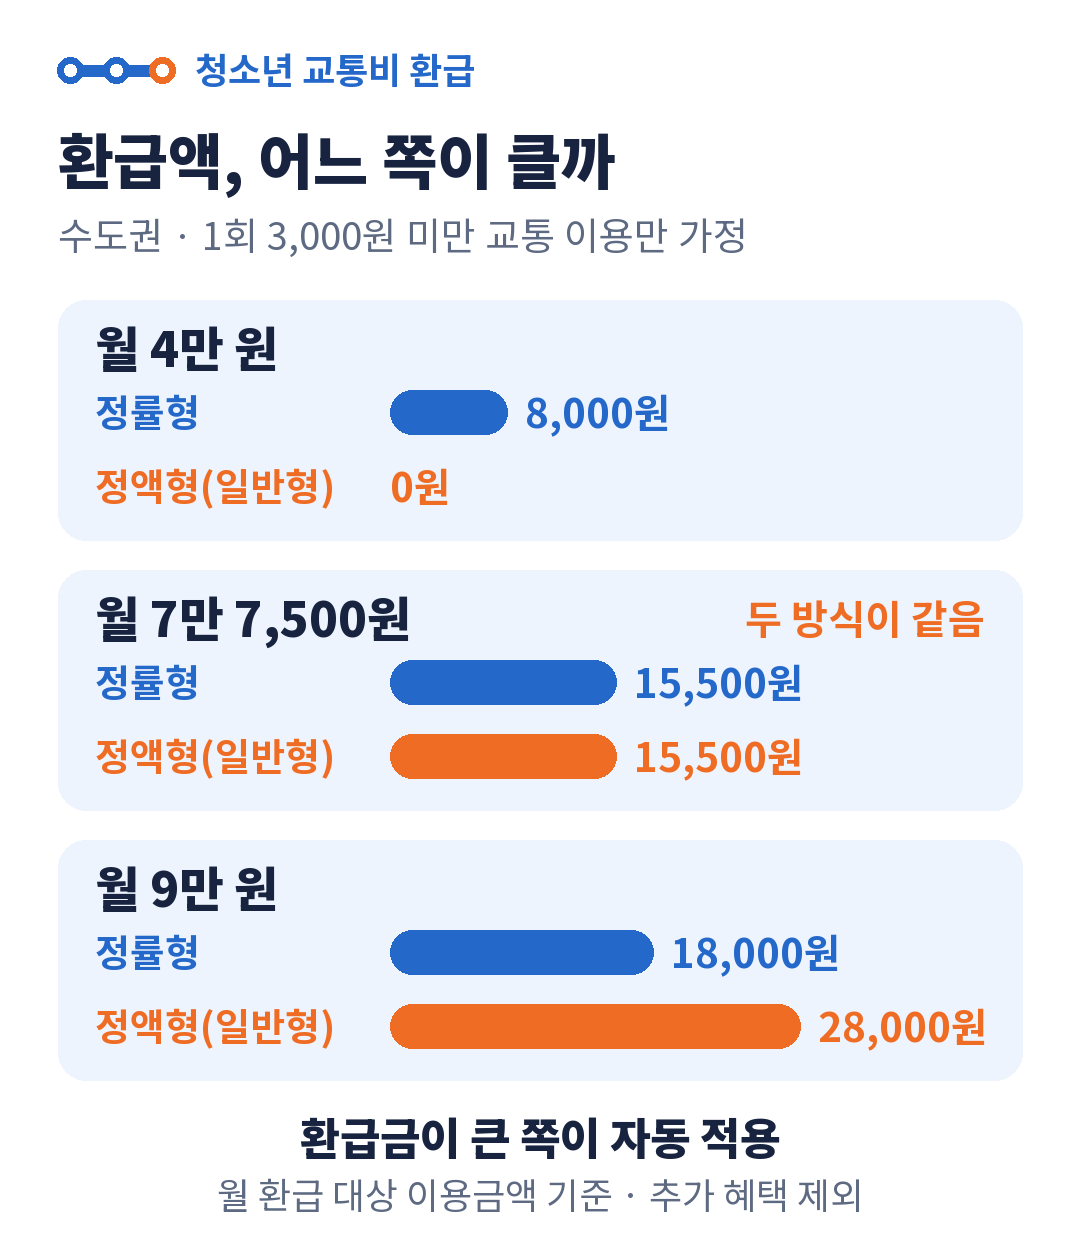 청소년 교통비 환급
환급액, 어느 쪽이 클까
수도권 · 1회 3,000원 미만 교통 이용만 가정
월 4만 원
정률형 8,000원
정액형(일반형) 0원
월 7만 7,500원 두 방식이 같음
정률형 15,500원
정액형(일반형) 15,500원
월 9만 원
정률형 18,000원
정액형(일반형) 28,000원
환급금이 큰 쪽이 자동 적용
월 환급 대상 이용금액 기준 · 추가 혜택 제외